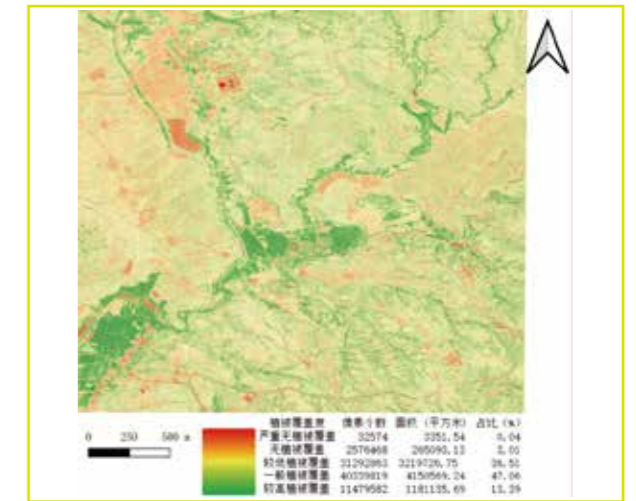 0 250 500 m
植被覆盖度 像素个数 面积（平方米） 占比（%）
严重无植被覆盖 32574 3351.54 0.04
无植被覆盖 2576468 265090.13 3.01
较低植被覆盖 31292863 3219726.75 36.51
一般植被覆盖 40339819 4150569.24 47.06
较高植被覆盖 11479582 1181135.69 13.39